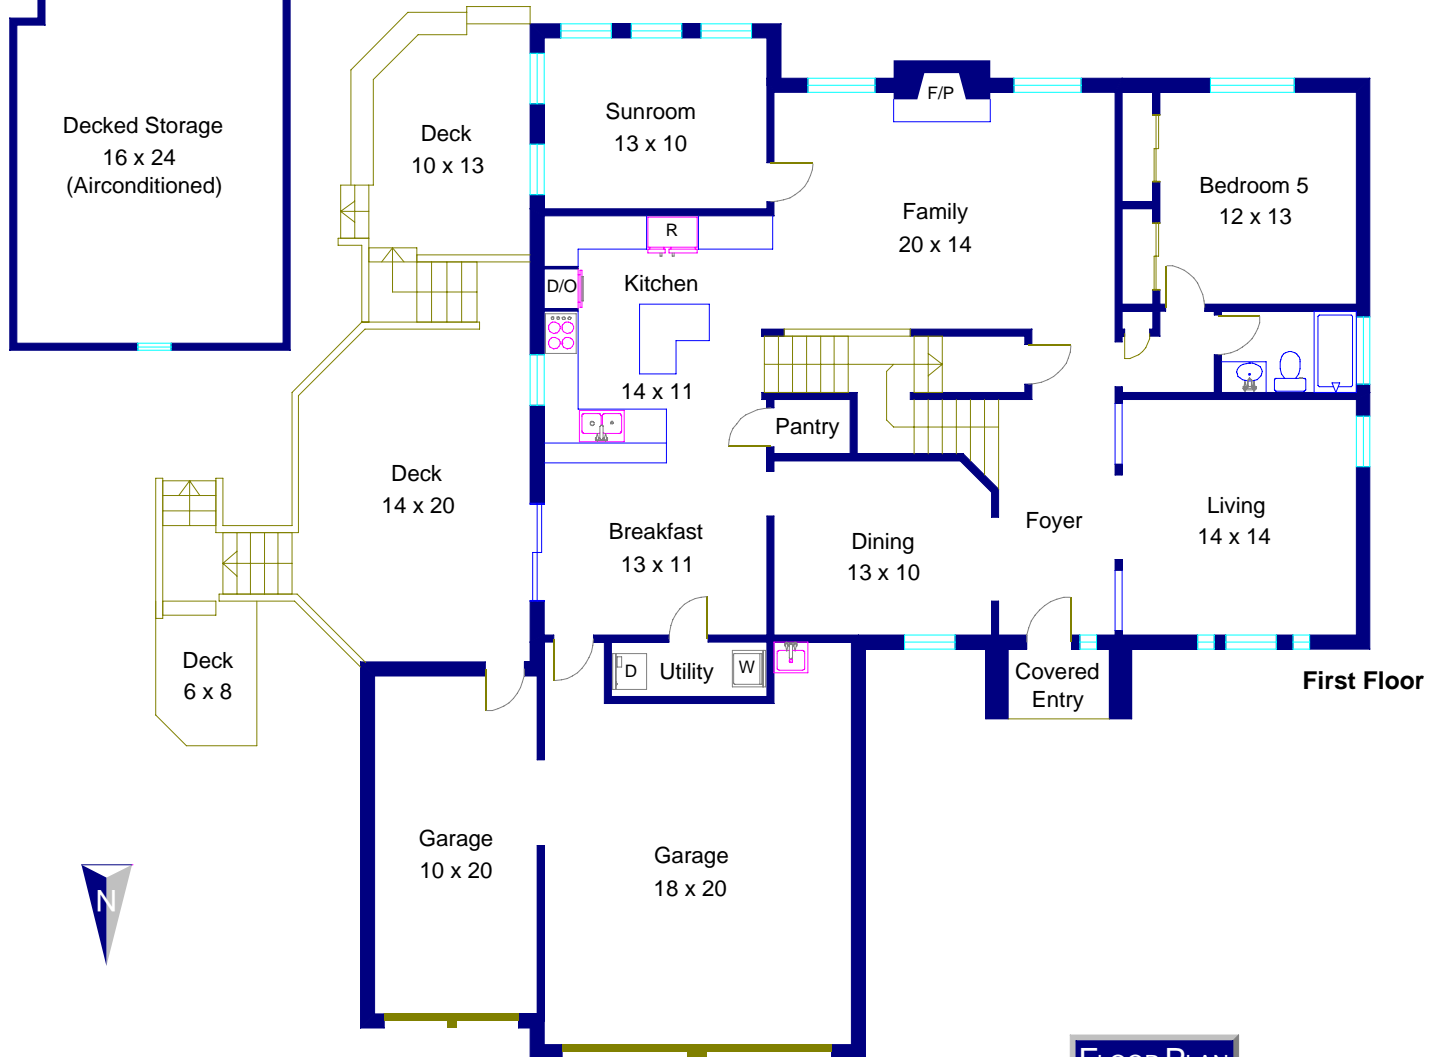 Decked Storage
16 x 24
(Airconditioned)
Deck
10 x 13
Sunroom
13 x 10
F/P
Family
20 x 14
Bedroom 5
12 x 13
R
D/O
Kitchen
14 x 11
Pantry
Deck
14 x 20
Breakfast
13 x 11
Dining
13 x 10
Foyer
Living
14 x 14
Deck
6 x 8
D
Utility
W
Covered
Entry
First Floor
Garage
10 x 20
Garage
18 x 20
N
FLOOR PLAN